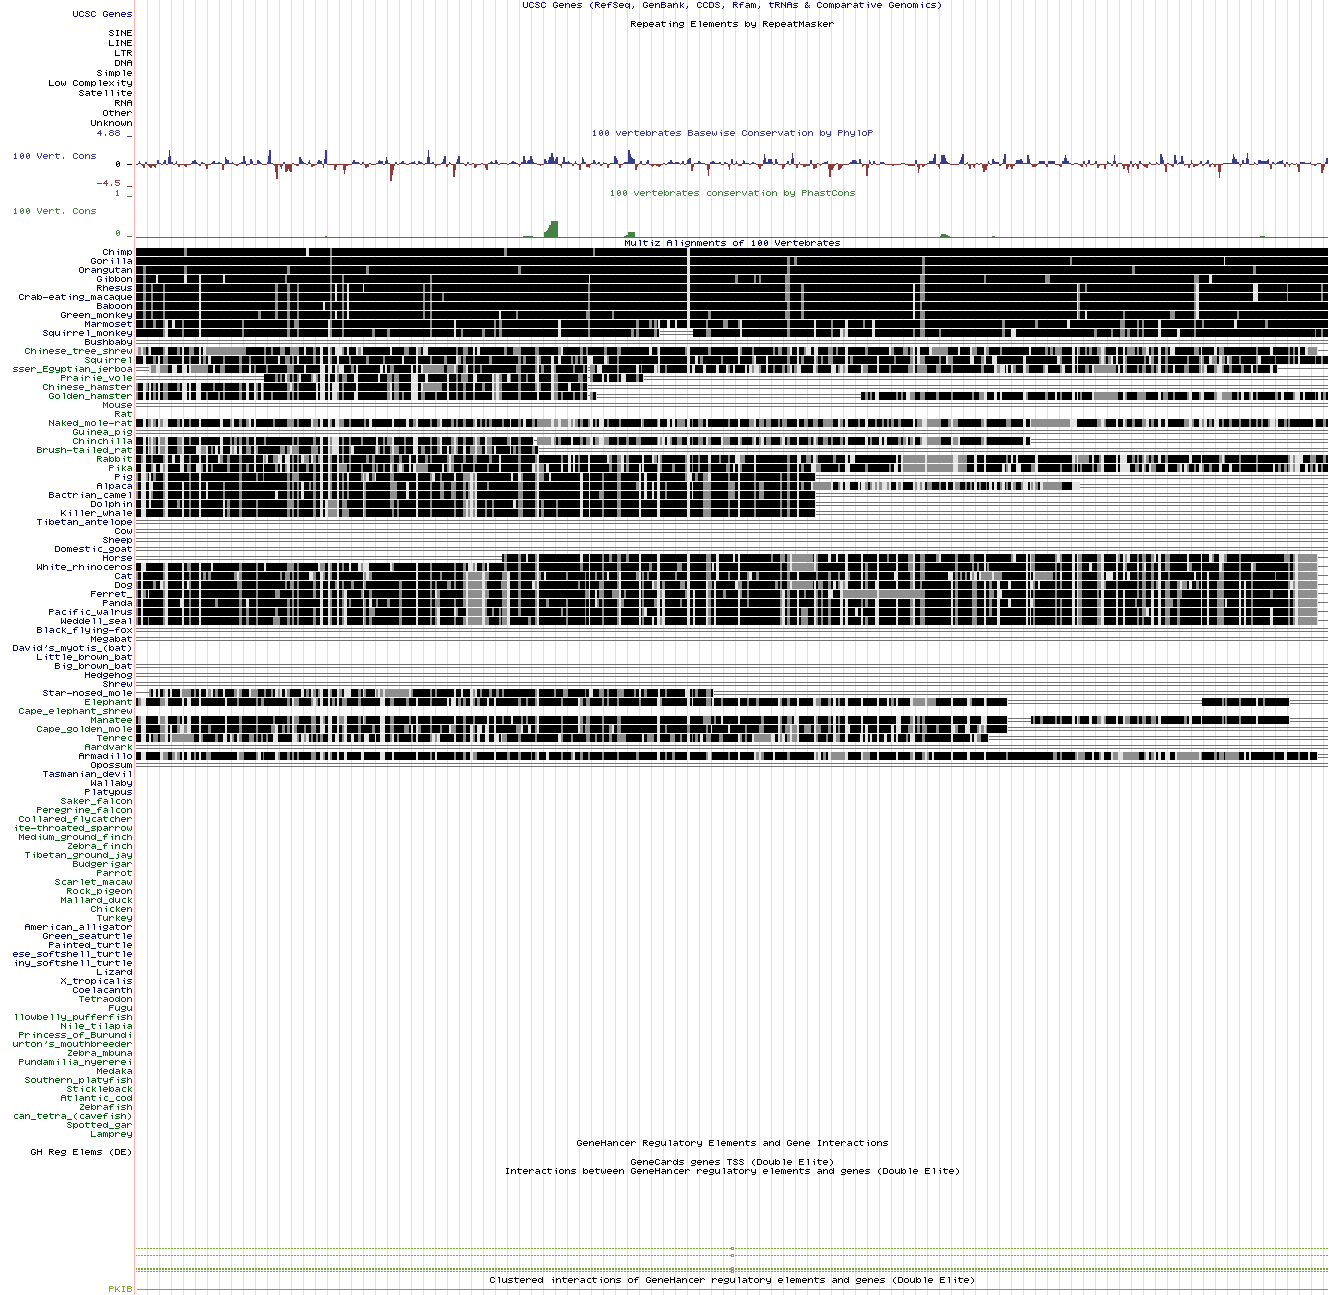 UCSC Genes (RefSeq, GenBank, CCDS, Rfam, tRNAs & Comparative Genomics)
UCSC Genes
Repeating Elements by RepeatMasker
SINE
LINE
LTR
DNA
Simple
Low Complexity
Satellite
RNA
Other
Unknown
4.88 _
100 vertebrates Basewise Conservation by PhyloP
100 Vert. Cons
0 _
-4.5 _
100 vertebrates conservation by PhastCons
1 _
100 Vert. Cons
0 _
Multiz Alignments of 100 Vertebrates
Chimp
Gorilla
Orangutan
Gibbon
Rhesus
Crab-eating_macaque
Baboon
Green_monkey
Marmoset
Squirrel_monkey
Bushbaby
Chinese_tree_shrew
Squirrel
sser_Egyptian_jerboa
Prairie_vole
Chinese_hamster
Golden_hamster
Mouse
Rat
Naked_mole-rat
Guinea_pig
Chinchilla
Brush-tailed_rat
Rabbit
Pika
Pig
Alpaca
Bactrian_camel
Dolphin
Killer_whale
Tibetan_antelope
Cow
Sheep
Domestic_goat
Horse
White_rhinoceros
Cat
Dog
Ferret_
Panda
Pacific_walrus
Weddell_seal
Black_flying-fox
Megabat
David's_myotis_(bat)
Little_brown_bat
Big_brown_bat
Hedgehog
Shrew
Star-nosed_mole
Elephant
Cape_elephant_shrew
Manatee
Cape_golden_mole
Tenrec
Aardvark
Armadillo
Opossum
Tasmanian_devil
Wallaby
Platypus
Saker_falcon
Peregrine_falcon
Collared_flycatcher
ite-throated_sparrow
Medium_ground_finch
Zebra_finch
Tibetan_ground_jay
Budgerigar
Parrot
Scarlet_macaw
Rock_pigeon
Mallard_duck
Chicken
Turkey
American_alligator
Green_seaturtle
Painted_turtle
ese_softshell_turtle
iny_softshell_turtle
Lizard
X_tropicalis
Coelacanth
Tetraodon
Fugu
llowbelly_pufferfish
Nile_tilapia
Princess_of_Burundi
urton's_mouthbreeder
Zebra_mbuna
Pundamilia_nyererei
Medaka
Southern_platyfish
Stickleback
Atlantic_cod
Zebrafish
can_tetra_(cavefish)
Spotted_gar
Lamprey
GeneHancer Regulatory Elements and Gene Interactions
GH Reg Elems (DE)
GeneCards genes TSS (Double Elite)
Interactions between GeneHancer regulatory elements and genes (Double Elite)
Clustered interactions of GeneHancer regulatory elements and genes (Double Elite)
PKIB